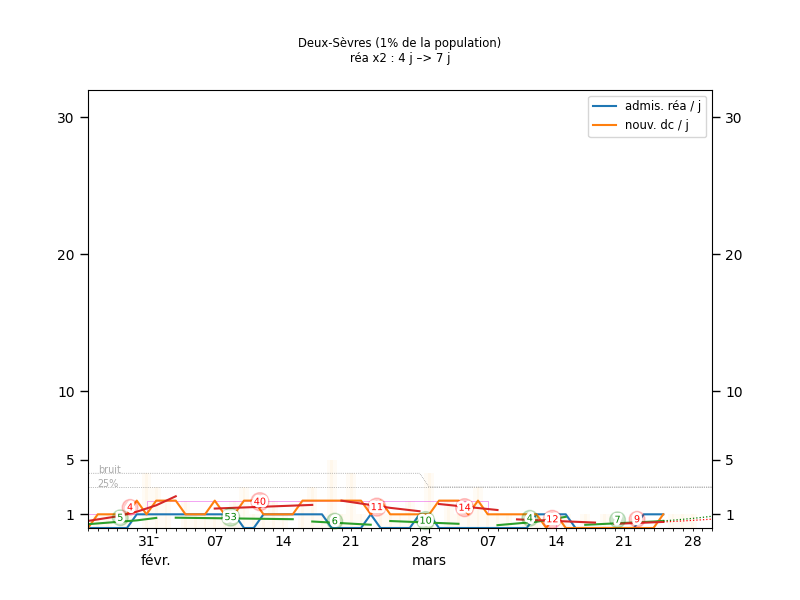 Deux-Sèvres (1% de la population)
réa x2 : 4 j –> 7 j
admis. réa / j
nouv. dc / j
30 30
20 20
10 10
5 5
1 1
bruit
25%
4 40 11 14 12 9
5 53 6 10 4 7
31 07 14 21 28 07 14 21 28
févr. mars